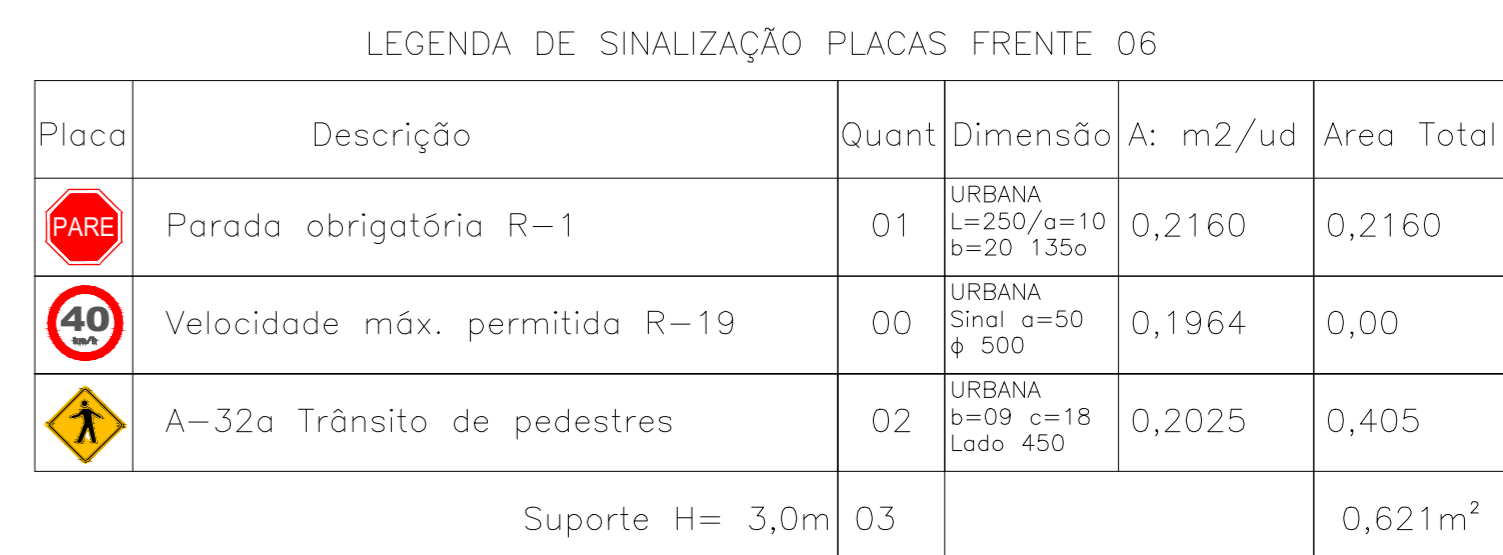 LEGENDA DE SINALIZAÇÃO PLACAS FRENTE 06
Placa Descrição Quant Dimensão A: m2/ud Area Total
PARE Parada obrigatória R-1 01 URBANA L=250/a=10 b=20 135o 0,2160 0,2160
40 km/h Velocidade máx. permitida R-19 00 URBANA Sinal a=50 ϕ 500 0,1964 0,00
A-32a Trânsito de pedestres 02 URBANA b=09 c=18 Lado 450 0,2025 0,405
Suporte H= 3,0m 03 0,621m²